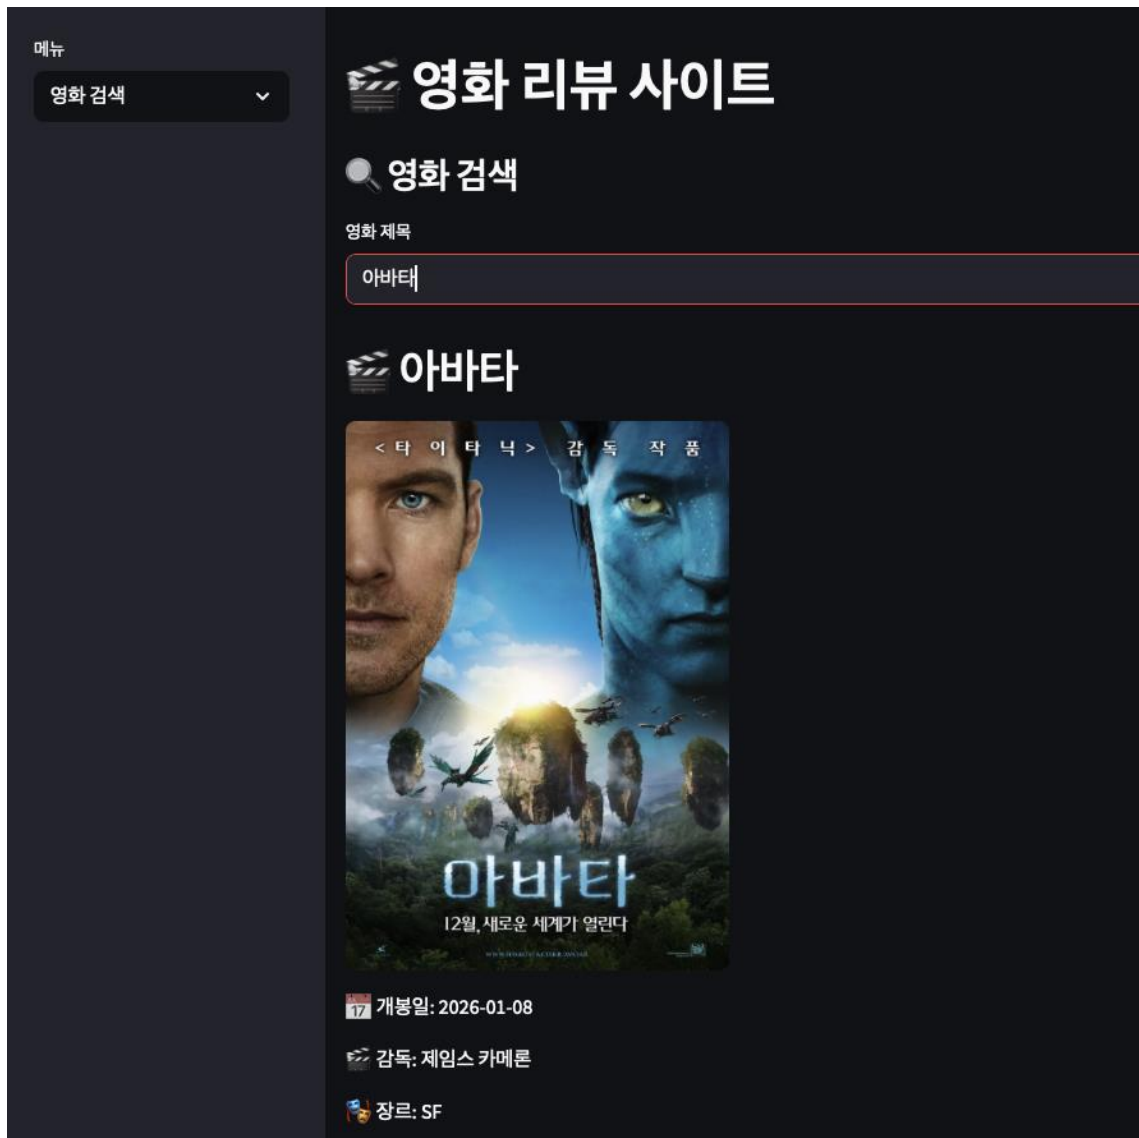 메뉴
영화 검색
🎬 영화 리뷰 사이트
🔍 영화 검색
영화 제목
아바타
🎬 아바타
<타이타닉> 감독 작품
아바타
12월, 새로운 세계가 열린다
17 개봉일: 2026-01-08
🎬 감독: 제임스 카메론
🎭 장르: SF